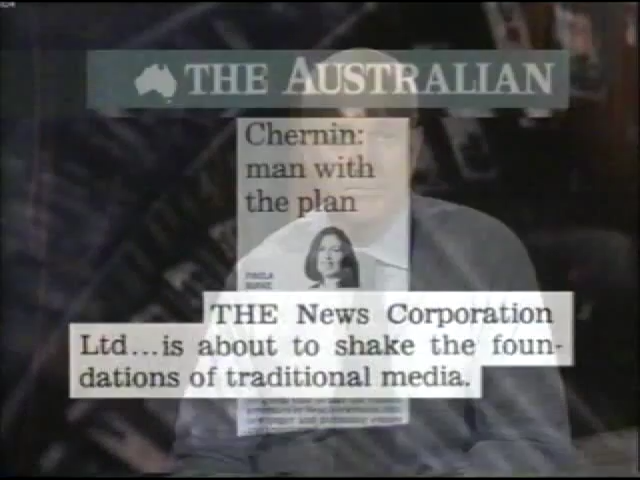 THE AUSTRALIAN
Chernin:
man with
the plan
THE News Corporation
Ltd...is about to shake the foun-
dations of traditional media.